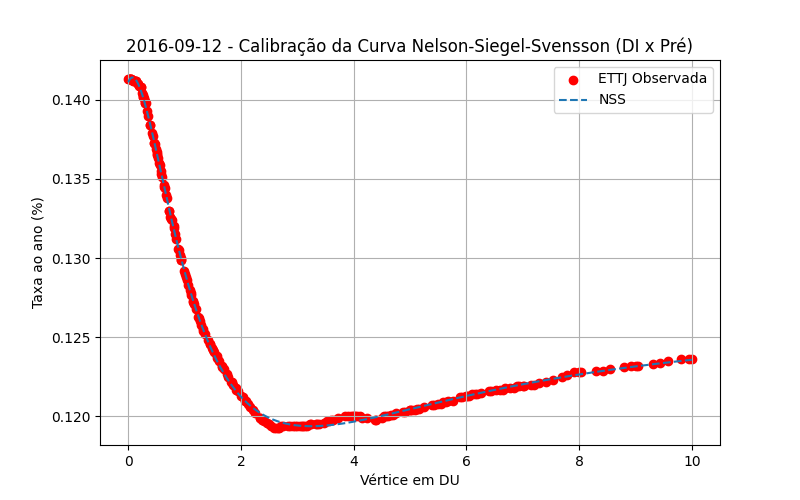 2016-09-12 - Calibração da Curva Nelson-Siegel-Svensson (DI x Pré)
ETTJ Observada
NSS
Taxa ao ano (%)
0.140
0.135
0.130
0.125
0.120
0 2 4 6 8 10
Vértice em DU